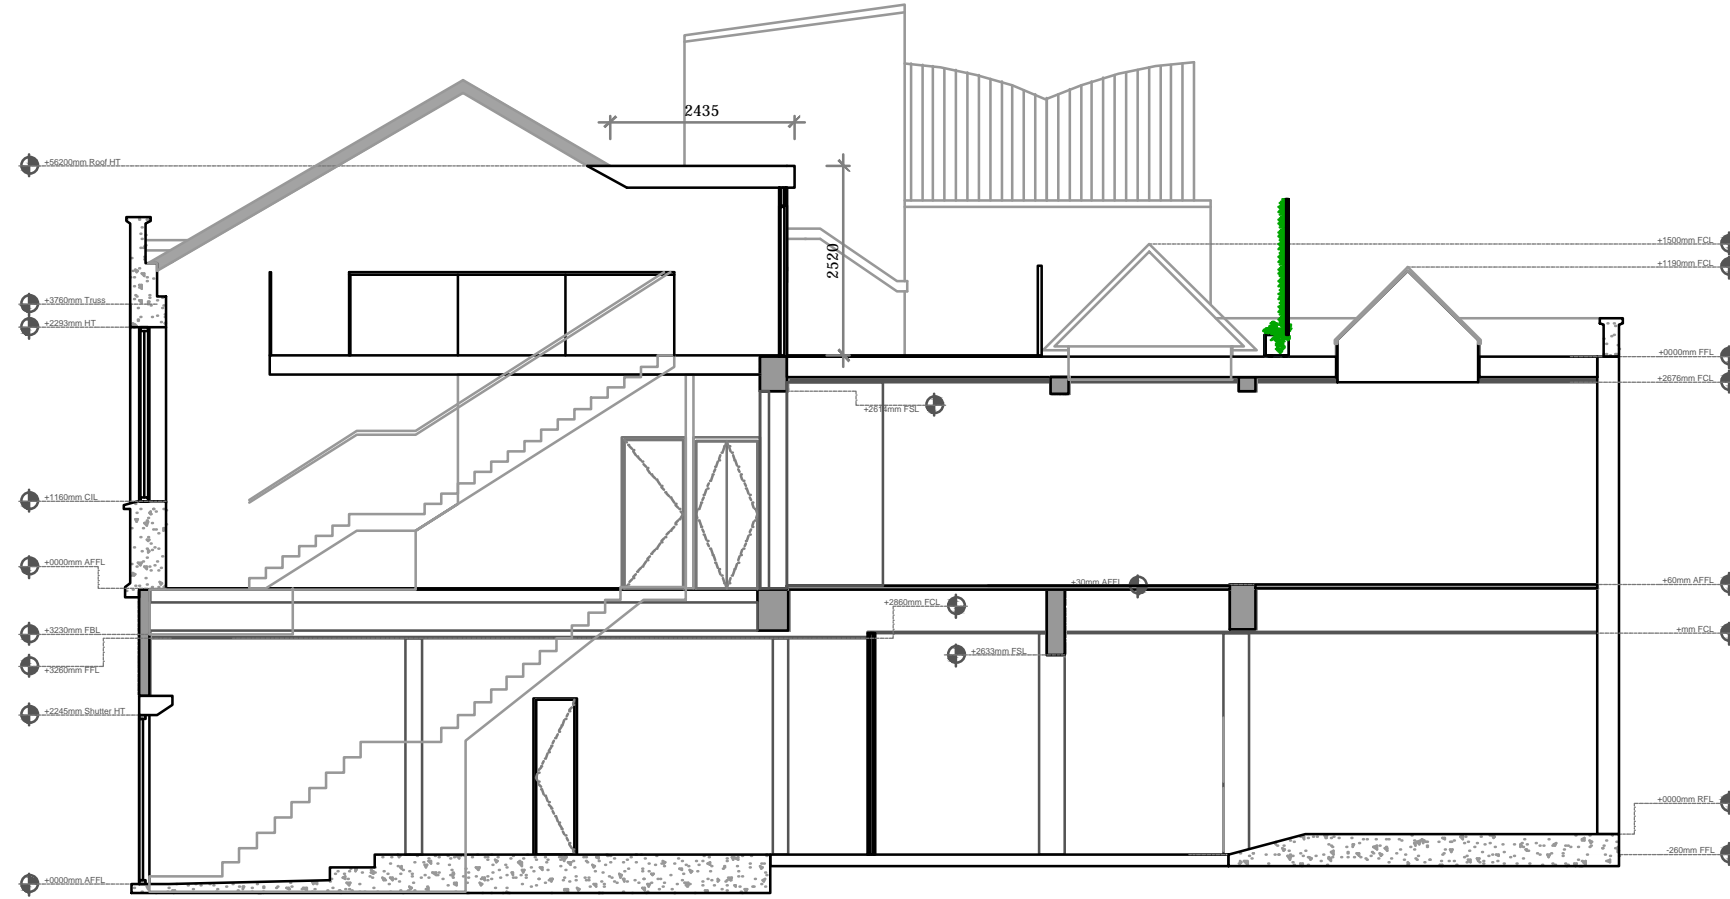 2435
+56200mm Roof HT
+1500mm FCL
2520
+1190mm FCL
+3760mm Truss
+2293mm HT
+0000mm FFL
+2676mm FCL
+2614mm FSL
+1160mm CIL
+0000mm AFFL
+30mm AFFL
+60mm AFFL
+2860mm FCL
+3230mm FBL
+mm FCL
+2633mm FSL
+3260mm FFL
+2245mm Shutter HT
+0000mm RFL
-260mm FFL
+0000mm AFFL